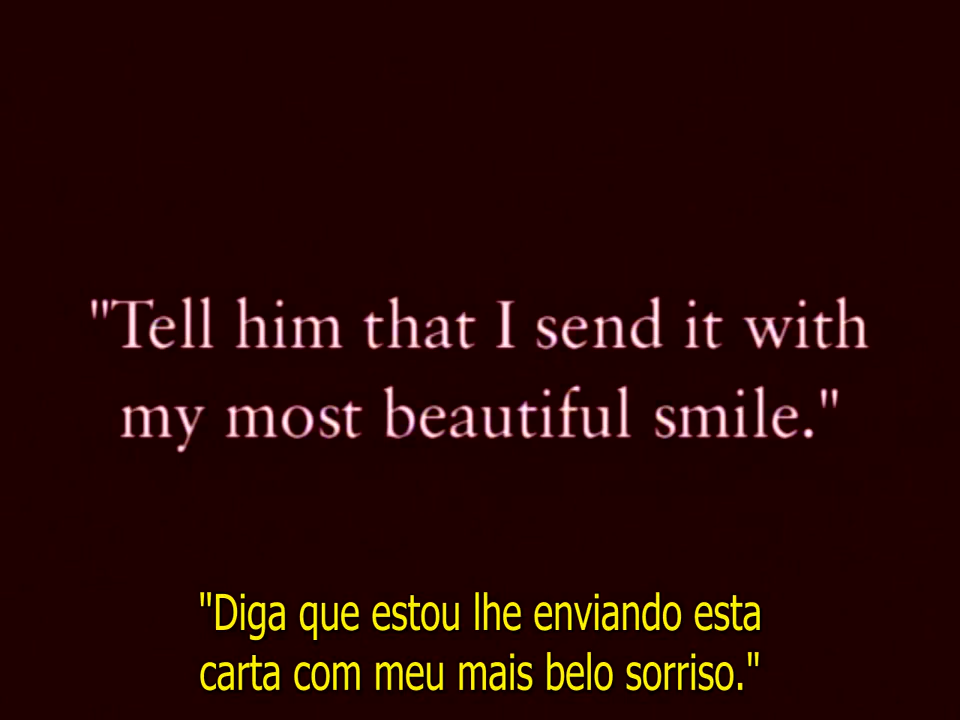 "Tell him that I send it with
my most beautiful smile."
"Diga que estou lhe enviando esta
carta com meu mais belo sorriso."